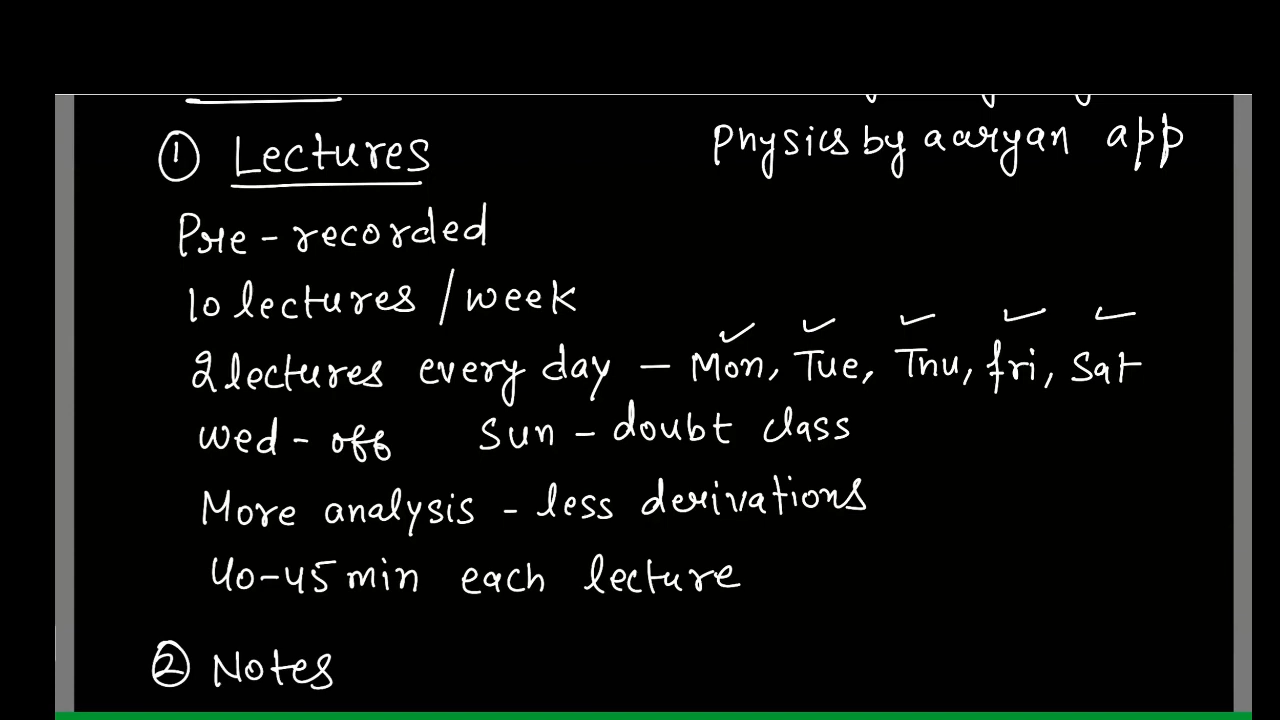 ① Lectures
Physics by aaryan app
Pre-recorded
10 lectures / week
2 lectures every day - Mon, Tue, Thu, fri, Sat
wed - off Sun - doubt class
More analysis - less derivations
40-45 min each lecture
② Notes